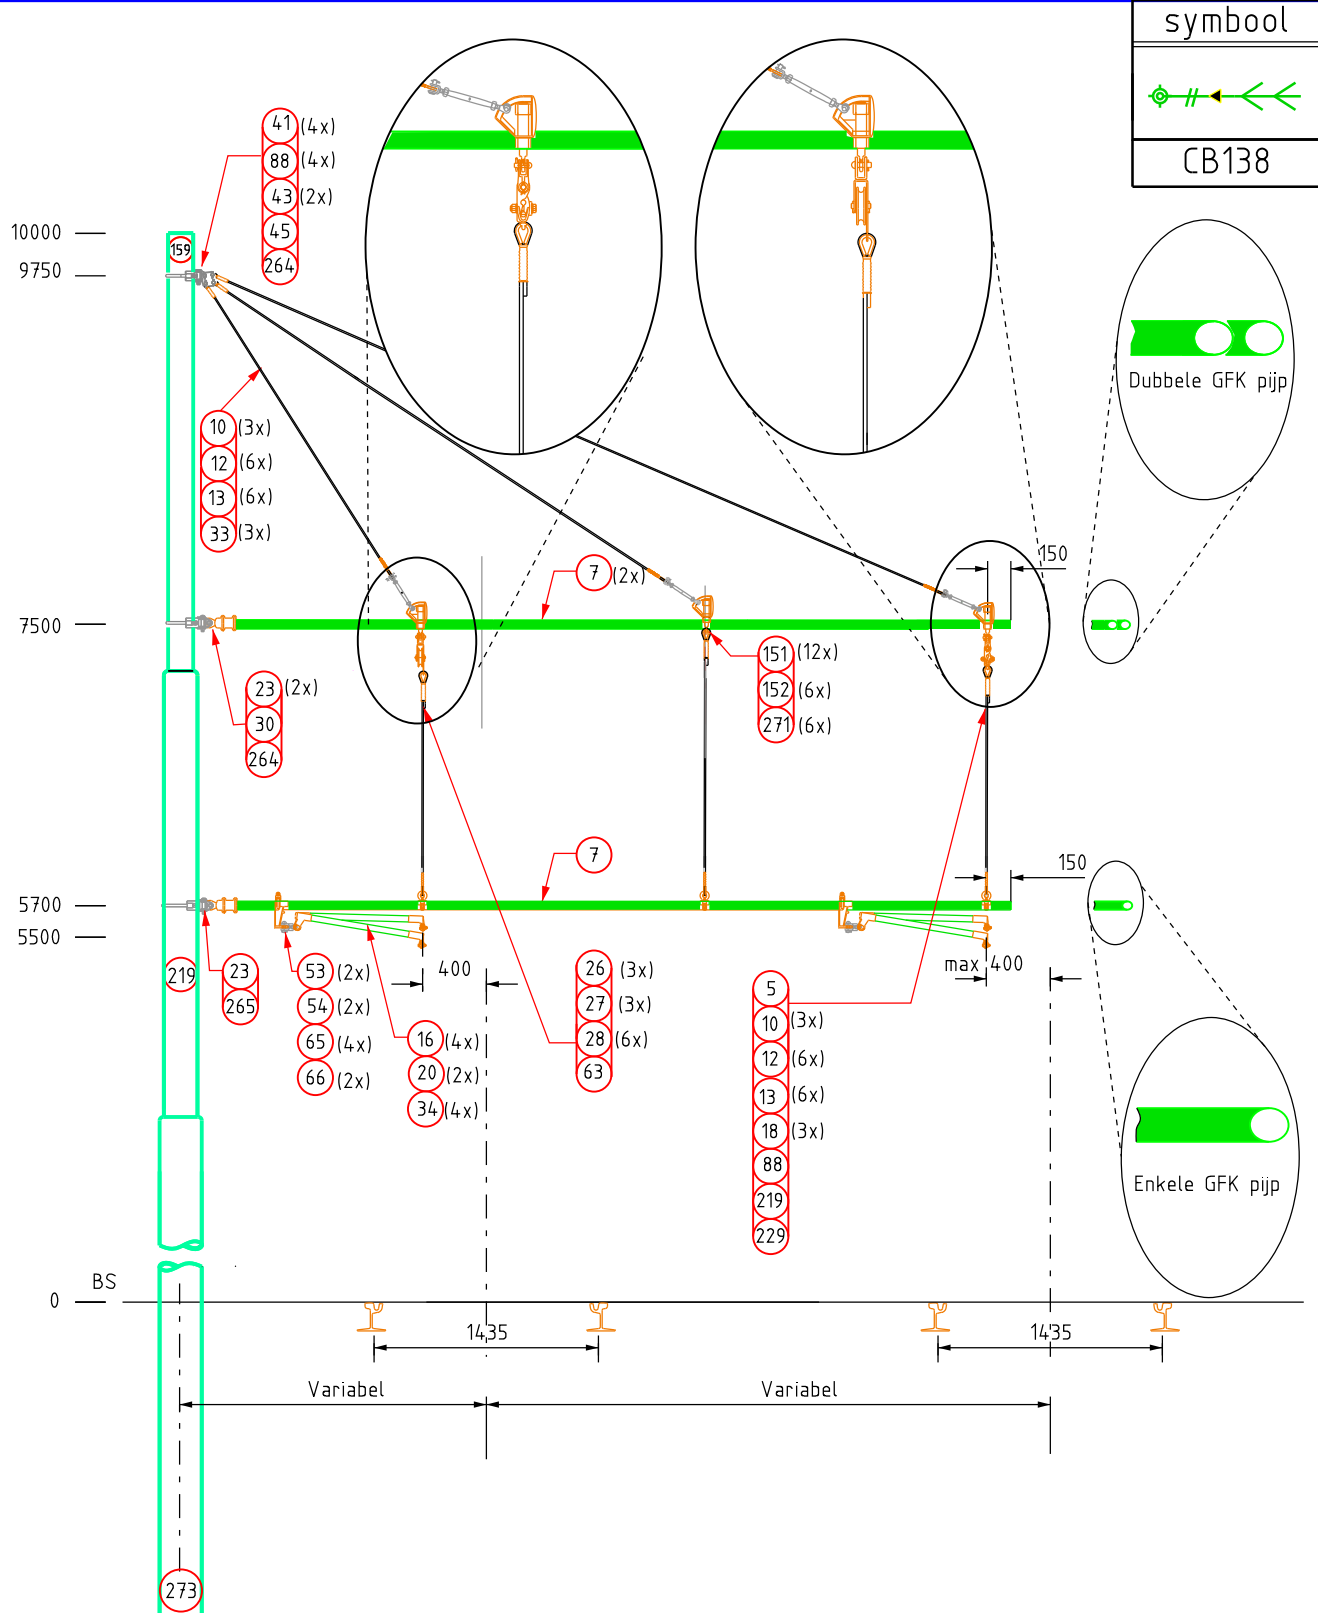 symbool
CB138
41 (4x)
88 (4x)
43 (2x)
45
264
10000
9750
159
Dubbele GFK pijp
10 (3x)
12 (6x)
13 (6x)
33 (3x)
150
7 (2x)
7500
151 (12x)
152 (6x)
271 (6x)
23 (2x)
30
264
7
150
5700
5500
219
23
265
53 (2x)
54 (2x)
65 (4x)
66 (2x)
400
16 (4x)
20 (2x)
34 (4x)
26 (3x)
27 (3x)
28 (6x)
63
max 400
5
10 (3x)
12 (6x)
13 (6x)
18 (3x)
88
219
229
Enkele GFK pijp
BS
0
1435
1435
Variabel
Variabel
273